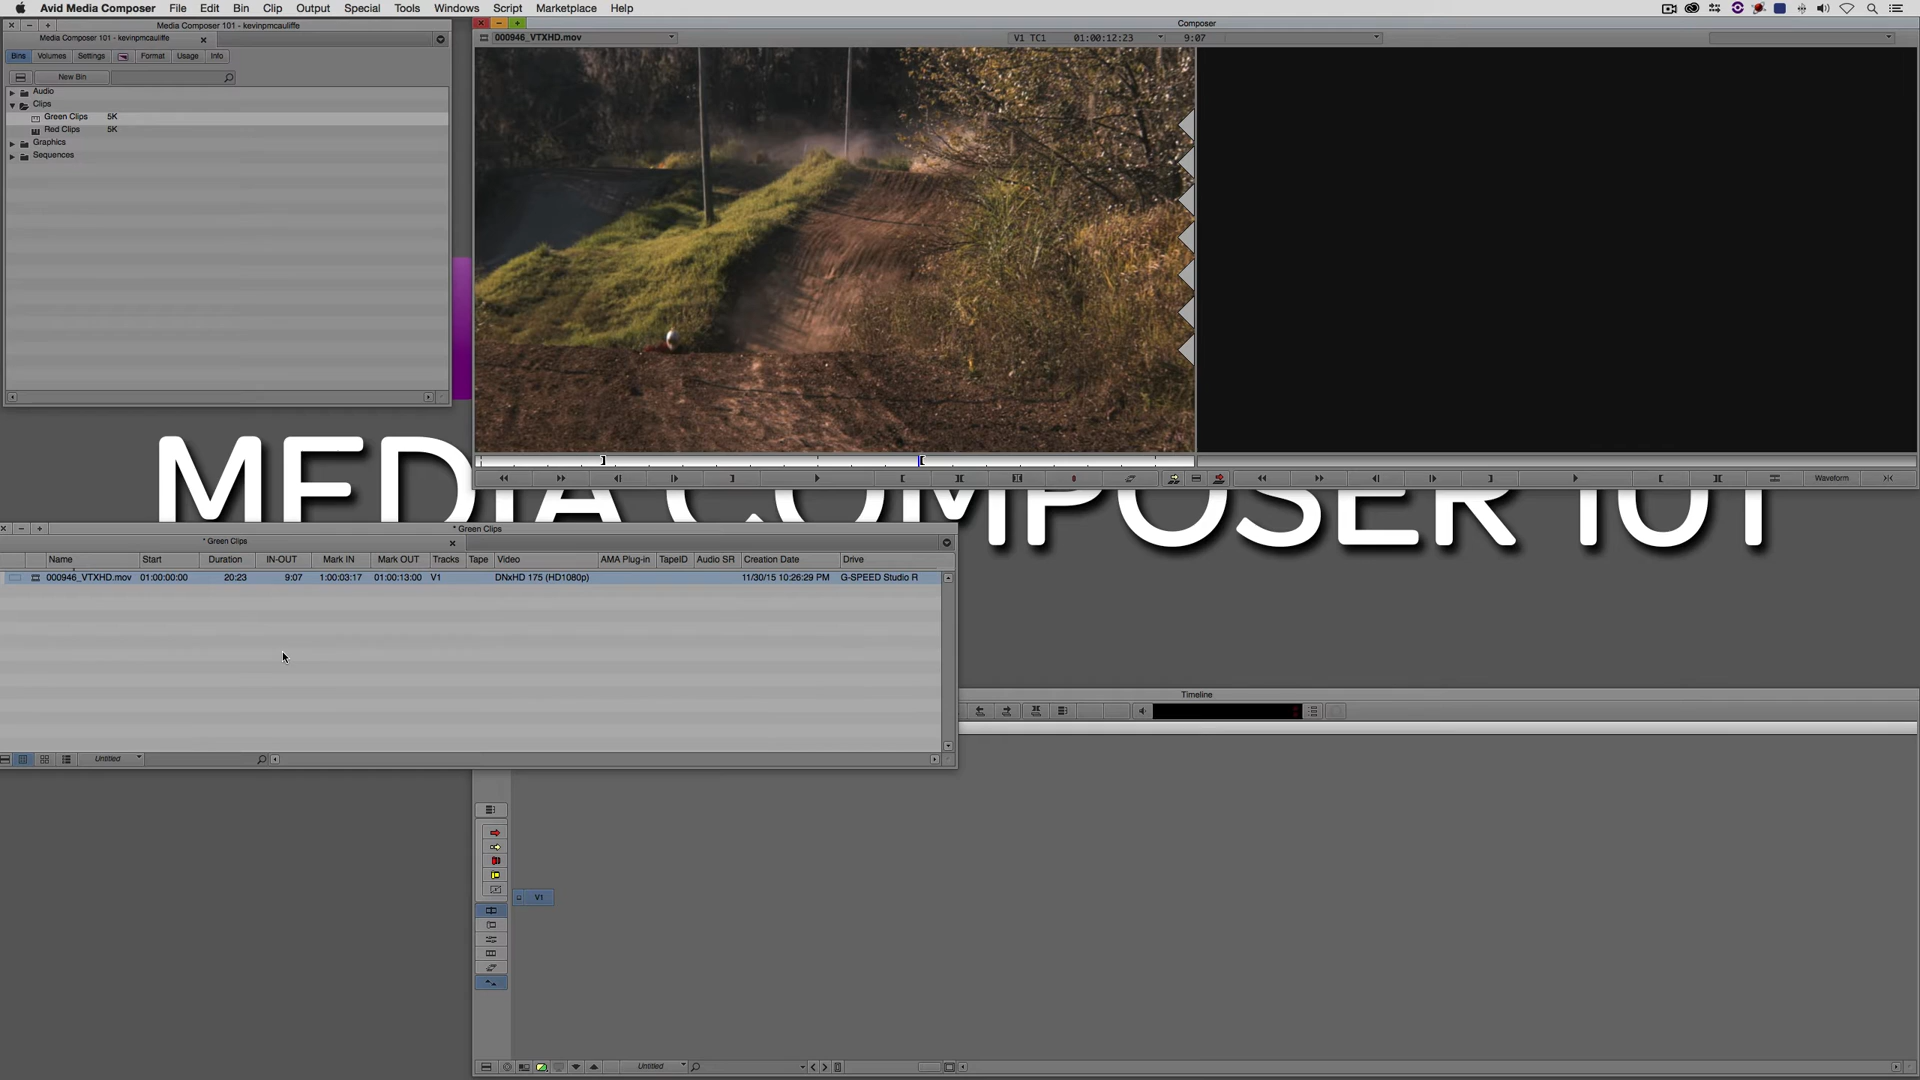 Avid Media Composer File Edit Bin Clip Output Special Tools Windows Script Marketplace Help
Media Composer 101 - kevinpmcauliffe
Composer
Media Composer 101 - kevinpmcauliffe
000946_VTXHD.mov V1 TC1 01:00:12:23 9:07
Bins Volumes Settings Format Usage Info
New Bin
Audio
Clips
Green Clips 5K
Red Clips 5K
Graphics
Sequences
Waveform
MEDIA COMPOSER 101
* Green Clips
* Green Clips
Name Start Duration IN-OUT Mark IN Mark OUT Tracks Tape Video AMA Plug-in TapeID Audio SR Creation Date Drive
000946_VTXHD.mov 01:00:00:00 20:23 9:07 1:00:03:17 01:00:13:00 V1 DNxHD 175 (HD1080p) 11/30/15 10:26:29 PM G-SPEED Studio R
Timeline
Untitled
V1
Untitled